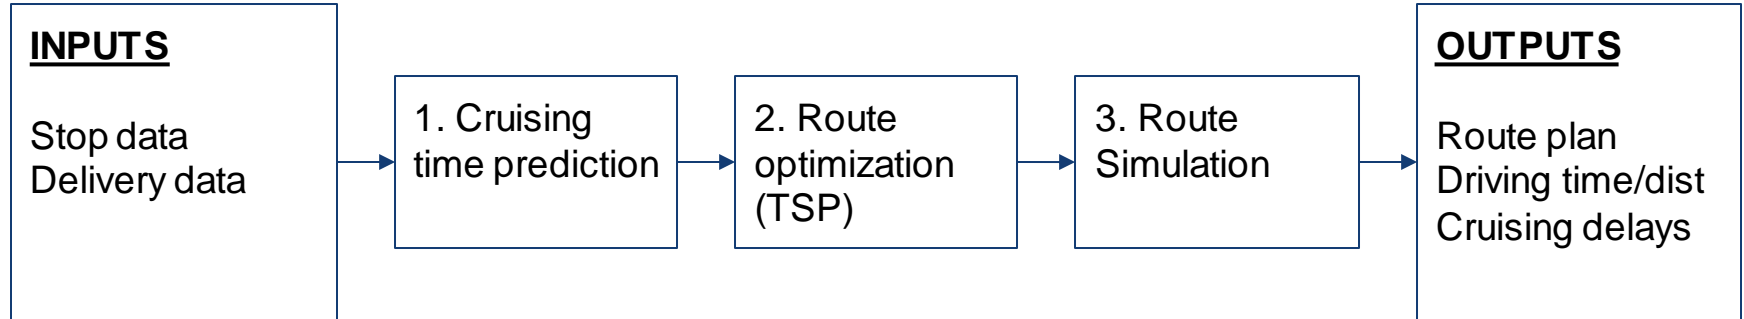 INPUTS
Stop data
Delivery data
1. Cruising
time prediction
2. Route
optimization
(TSP)
3. Route
Simulation
OUTPUTS
Route plan
Driving time/dist
Cruising delays